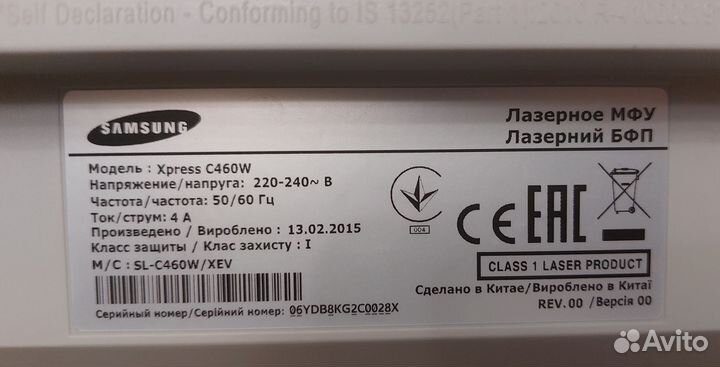 *Self Declaration - Conforming to IS 13252(Part
SAMSUNG
Лазерное МФУ
Лазерний БФП
Модель : Xpress C460W
Напряжение/напруга: 220-240~ В
Частота/частота: 50/60 Гц
Ток/струм: 4 А
Произведено / Вироблено : 13.02.2015
Класс защиты / Клас захисту : I
M/C : SL-C460W/XEV
004
CE EAC
CLASS 1 LASER PRODUCT
Сделано в Китае/Вироблено в Китаї
REV.00 /Версія 00
Серийный номер/Серійний номер: 06YDB8KG2C0028X
Avito